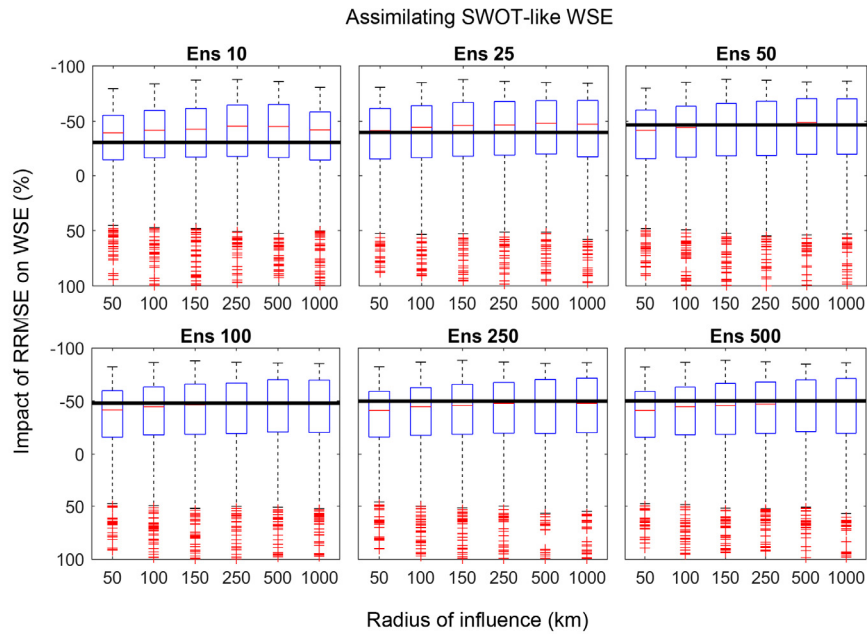 Assimilating SWOT-like WSE
Ens 10 Ens 25 Ens 50
-100
-50
0
50
100
50 100 150 250 500 1000 50 100 150 250 500 1000 50 100 150 250 500 1000
Impact of RRMSE on WSE (%)
Ens 100 Ens 250 Ens 500
-100
-50
0
50
100
50 100 150 250 500 1000 50 100 150 250 500 1000 50 100 150 250 500 1000
Radius of influence (km)